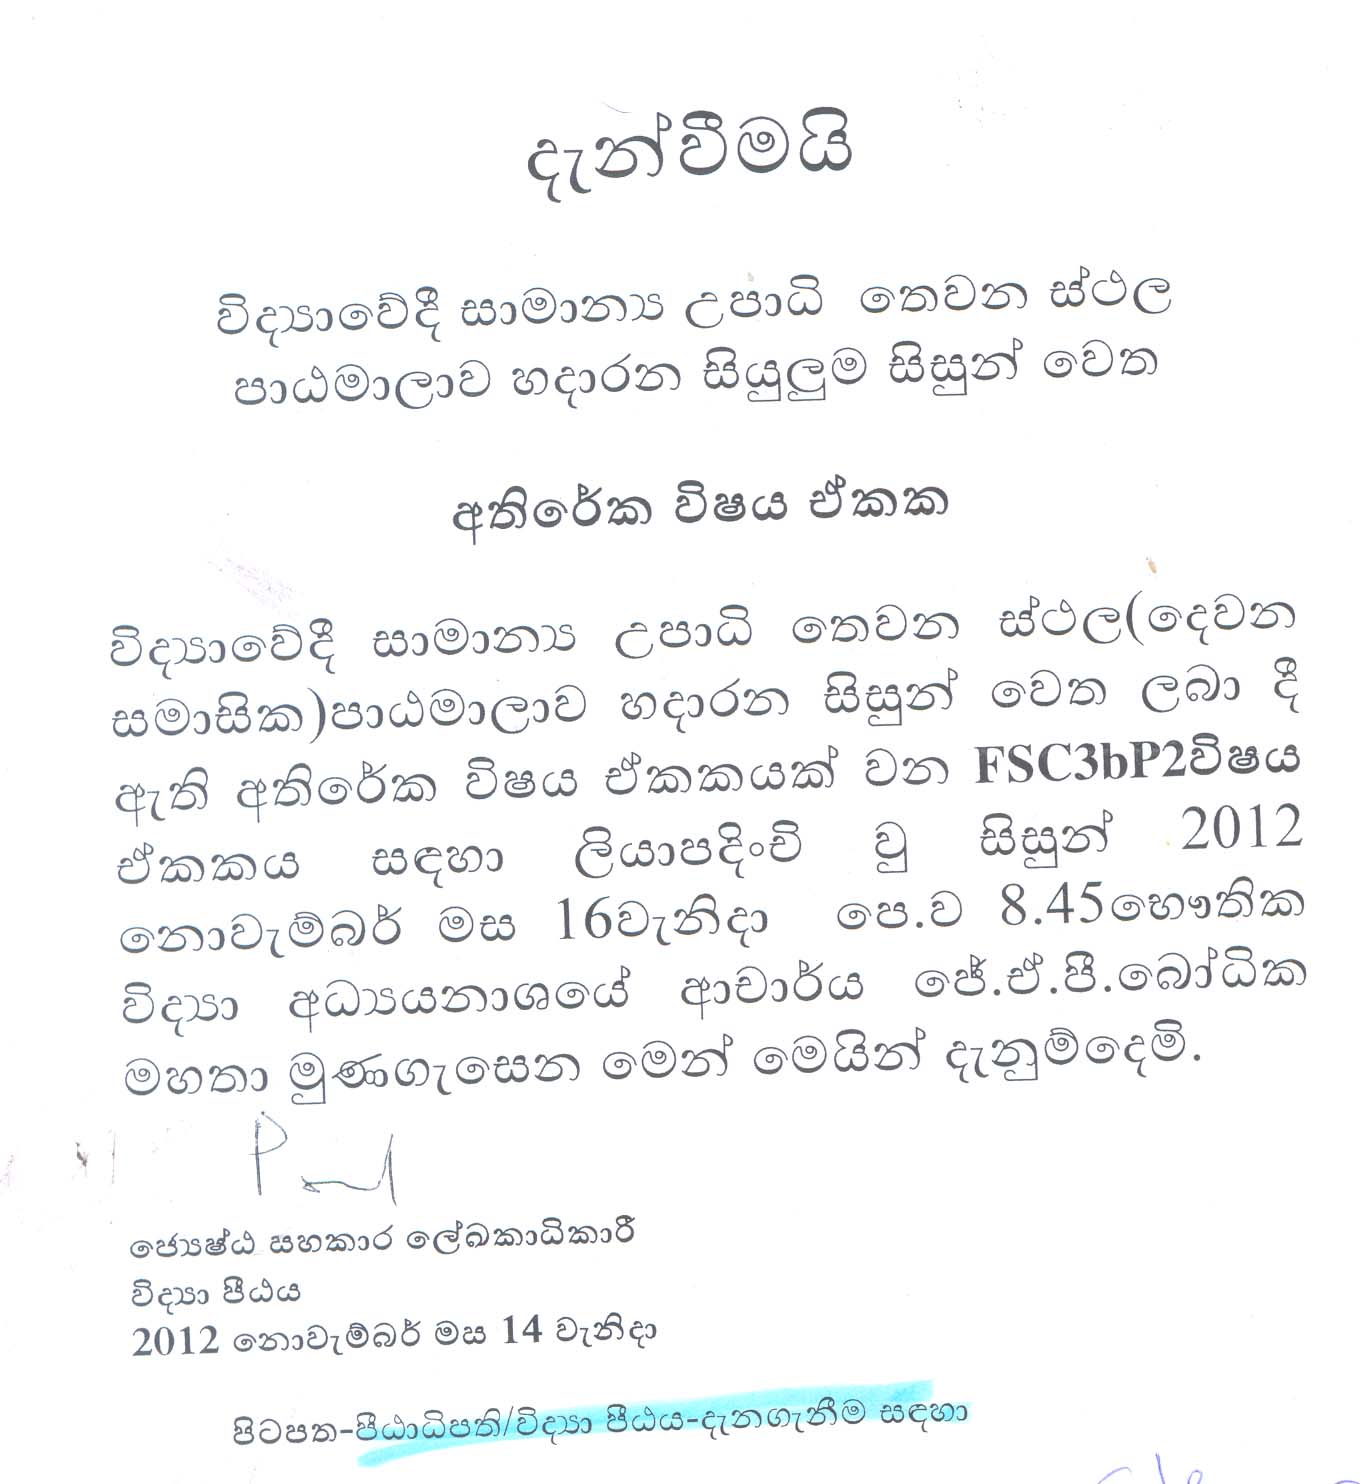 දැන්වීමයි
විද්‍යාවේදී සාමාන්‍ය උපාධි තෙවන ස්ථල
පාඨමාලාව හදාරන සියුලුම සිසුන් වෙත
අතිරේක විෂය ඒකක
විද්‍යාවේදී සාමාන්‍ය උපාධි තෙවන ස්ථල(දෙවන
සමාසික)පාඨමාලාව හදාරන සිසුන් වෙත ලබා දී
ඇති අතිරේක විෂය ඒකකයක් වන FSC3bP2විෂය
ඒකකය සඳහා ලියාපදිංචි වූ සිසුන් 2012
නොවැම්බර් මස 16වැනිදා පෙ.ව 8.45භෞතික
විද්‍යා අධ්‍යයනාශයේ ආචාර්ය ජේ.ඒ.පී.බෝධික
මහතා මුණගැසෙන මෙන් මෙයින් දැනුම්දෙමි.
ජ්‍යෙෂ්ඨ සහකාර ලේඛකාධිකාරී
විද්‍යා පීඨය
2012 නොවැම්බර් මස 14 වැනිදා
පිටපත-පීඨාධිපති/විද්‍යා පීඨය-දැනගැනීම සඳහා